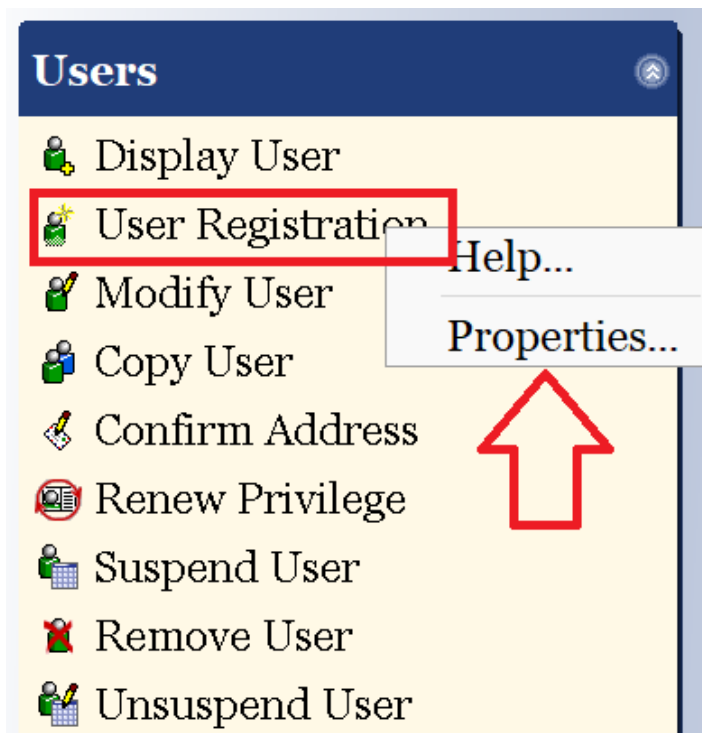 Users
Display User
User Registration
Help...
Modify User
Properties...
Copy User
Confirm Address
Renew Privilege
Suspend User
Remove User
Unsuspend User